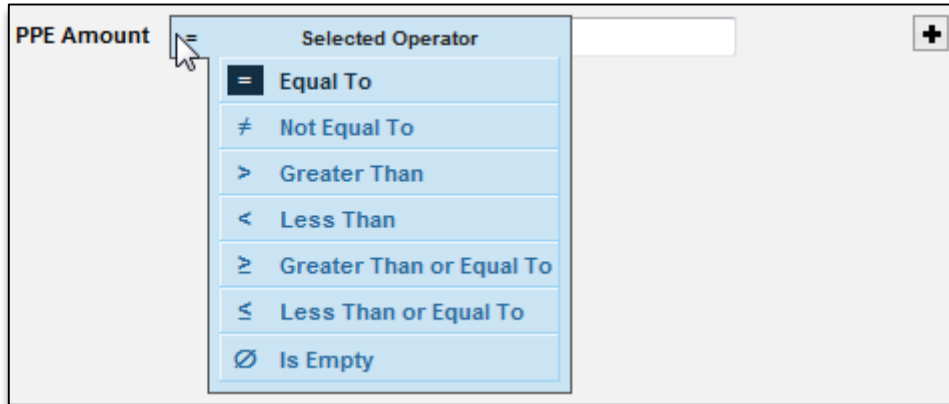 PPE Amount = Selected Operator
= Equal To
≠ Not Equal To
> Greater Than
< Less Than
≥ Greater Than or Equal To
≤ Less Than or Equal To
Ø Is Empty